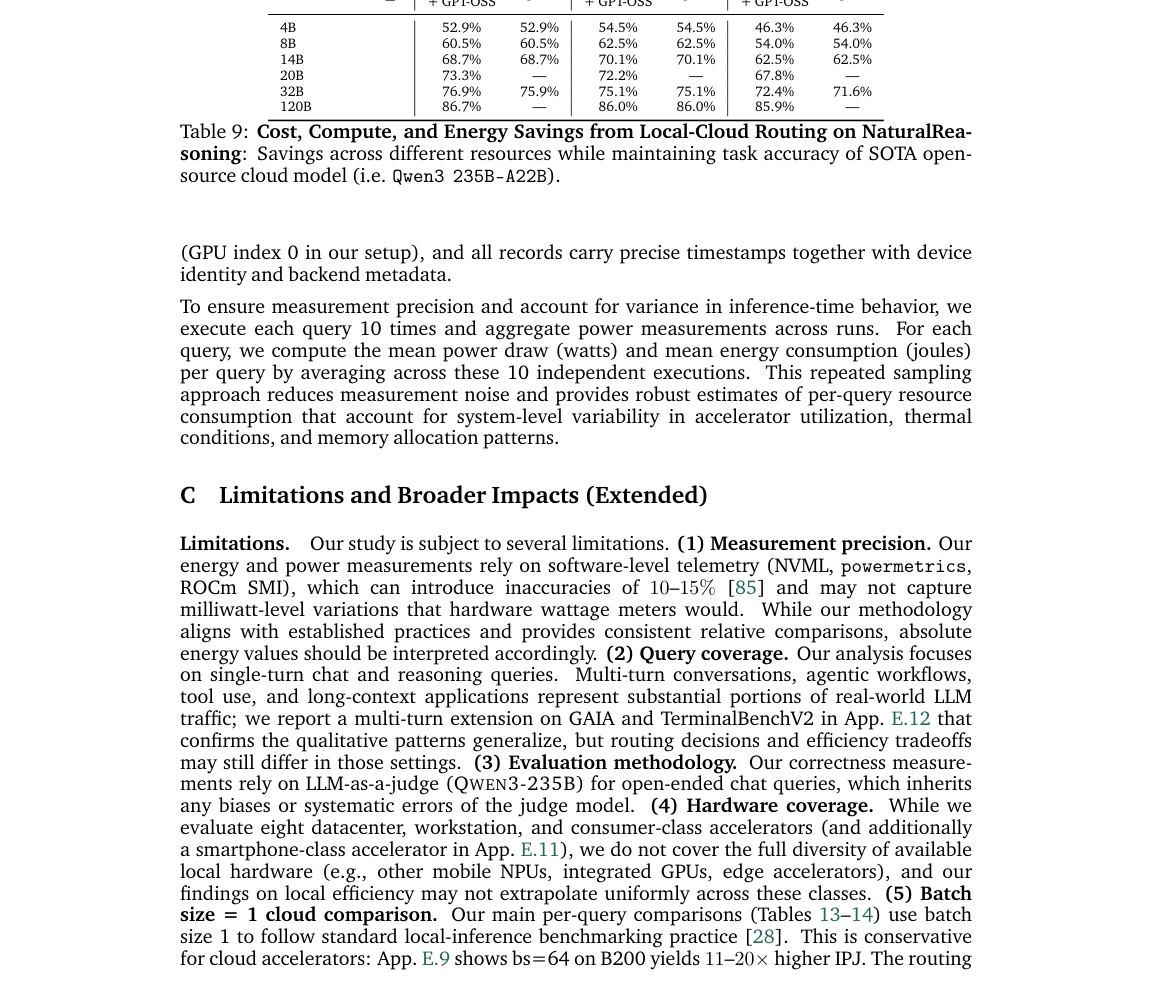 + GPT-OSS + GPT-OSS + GPT-OSS
4B 52.9% 52.9% 54.5% 54.5% 46.3% 46.3%
8B 60.5% 60.5% 62.5% 62.5% 54.0% 54.0%
14B 68.7% 68.7% 70.1% 70.1% 62.5% 62.5%
20B 73.3% — 72.2% — 67.8% —
32B 76.9% 75.9% 75.1% 75.1% 72.4% 71.6%
120B 86.7% — 86.0% 86.0% 85.9% —
Table 9: Cost, Compute, and Energy Savings from Local-Cloud Routing on NaturalRea-
soning: Savings across different resources while maintaining task accuracy of SOTA open-
source cloud model (i.e. Qwen3 235B-A22B).
(GPU index 0 in our setup), and all records carry precise timestamps together with device
identity and backend metadata.
To ensure measurement precision and account for variance in inference-time behavior, we
execute each query 10 times and aggregate power measurements across runs. For each
query, we compute the mean power draw (watts) and mean energy consumption (joules)
per query by averaging across these 10 independent executions. This repeated sampling
approach reduces measurement noise and provides robust estimates of per-query resource
consumption that account for system-level variability in accelerator utilization, thermal
conditions, and memory allocation patterns.
C Limitations and Broader Impacts (Extended)
Limitations. Our study is subject to several limitations. (1) Measurement precision. Our
energy and power measurements rely on software-level telemetry (NVML, powermetrics,
ROCm SMI), which can introduce inaccuracies of 10–15% [85] and may not capture
milliwatt-level variations that hardware wattage meters would. While our methodology
aligns with established practices and provides consistent relative comparisons, absolute
energy values should be interpreted accordingly. (2) Query coverage. Our analysis focuses
on single-turn chat and reasoning queries. Multi-turn conversations, agentic workflows,
tool use, and long-context applications represent substantial portions of real-world LLM
traffic; we report a multi-turn extension on GAIA and TerminalBenchV2 in App. E.12 that
confirms the qualitative patterns generalize, but routing decisions and efficiency tradeoffs
may still differ in those settings. (3) Evaluation methodology. Our correctness measure-
ments rely on LLM-as-a-judge (QWEN3-235B) for open-ended chat queries, which inherits
any biases or systematic errors of the judge model. (4) Hardware coverage. While we
evaluate eight datacenter, workstation, and consumer-class accelerators (and additionally
a smartphone-class accelerator in App. E.11), we do not cover the full diversity of available
local hardware (e.g., other mobile NPUs, integrated GPUs, edge accelerators), and our
findings on local efficiency may not extrapolate uniformly across these classes. (5) Batch
size = 1 cloud comparison. Our main per-query comparisons (Tables 13–14) use batch
size 1 to follow standard local-inference benchmarking practice [28]. This is conservative
for cloud accelerators: App. E.9 shows bs=64 on B200 yields 11–20× higher IPJ. The routing